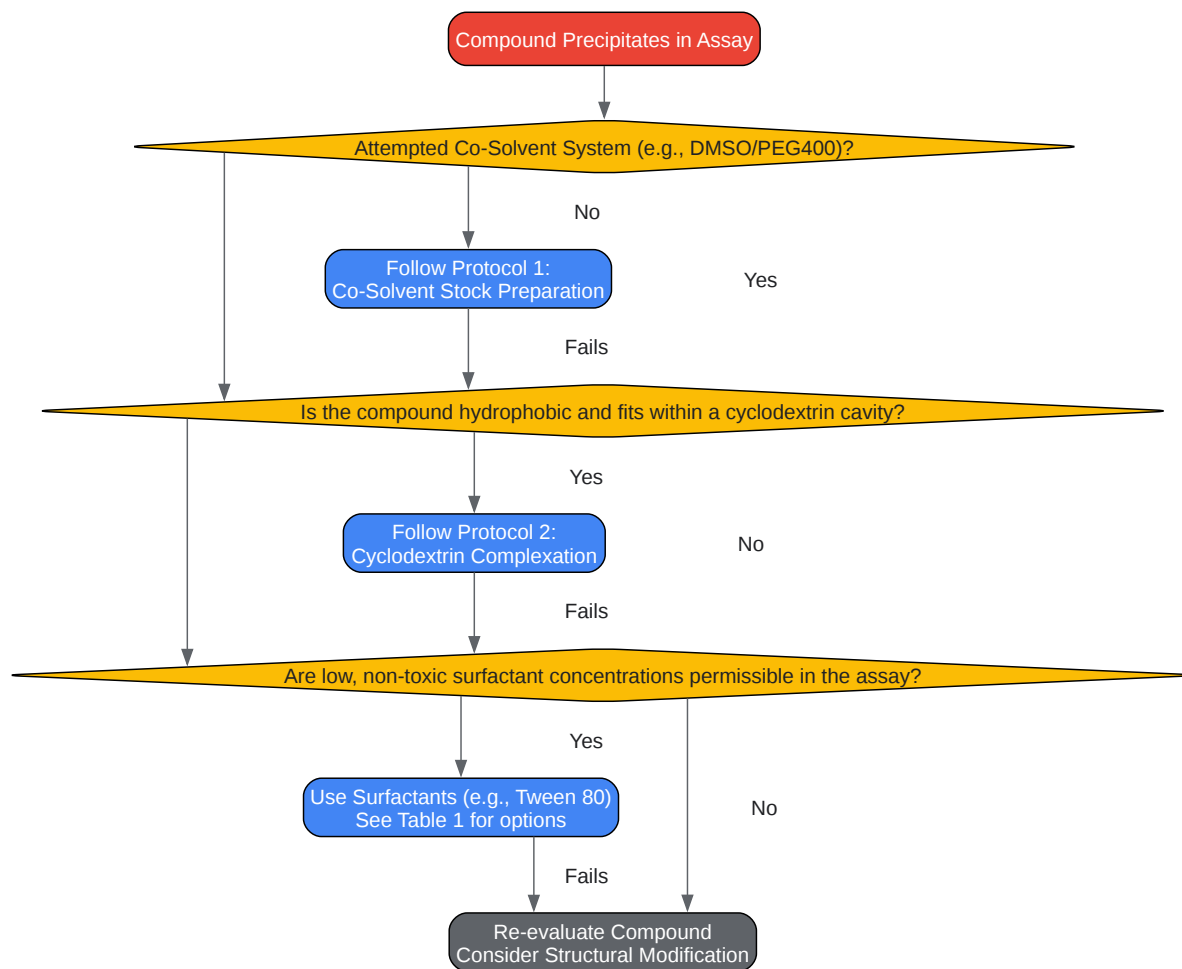 Compound Precipitates in Assay
Attempted Co-Solvent System (e.g., DMSO/PEG400)?
No
Follow Protocol 1:
Co-Solvent Stock Preparation
Yes
Fails
Is the compound hydrophobic and fits within a cyclodextrin cavity?
Yes
Follow Protocol 2:
Cyclodextrin Complexation
No
Fails
Are low, non-toxic surfactant concentrations permissible in the assay?
Yes
Use Surfactants (e.g., Tween 80)
See Table 1 for options
No
Fails
Re-evaluate Compound
Consider Structural Modification